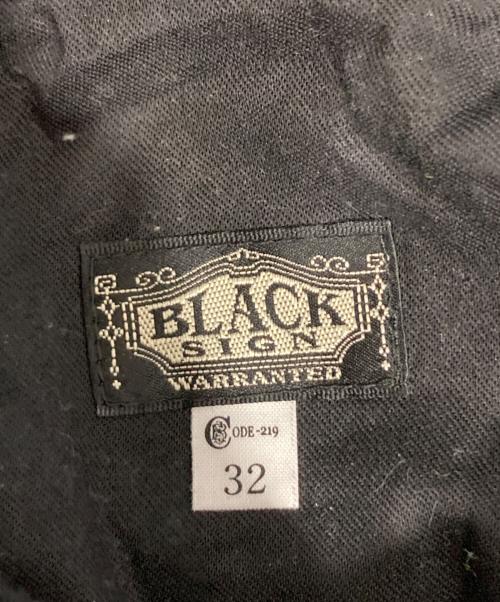 BLACK
SIGN
WARRANTED
CODE-219
32